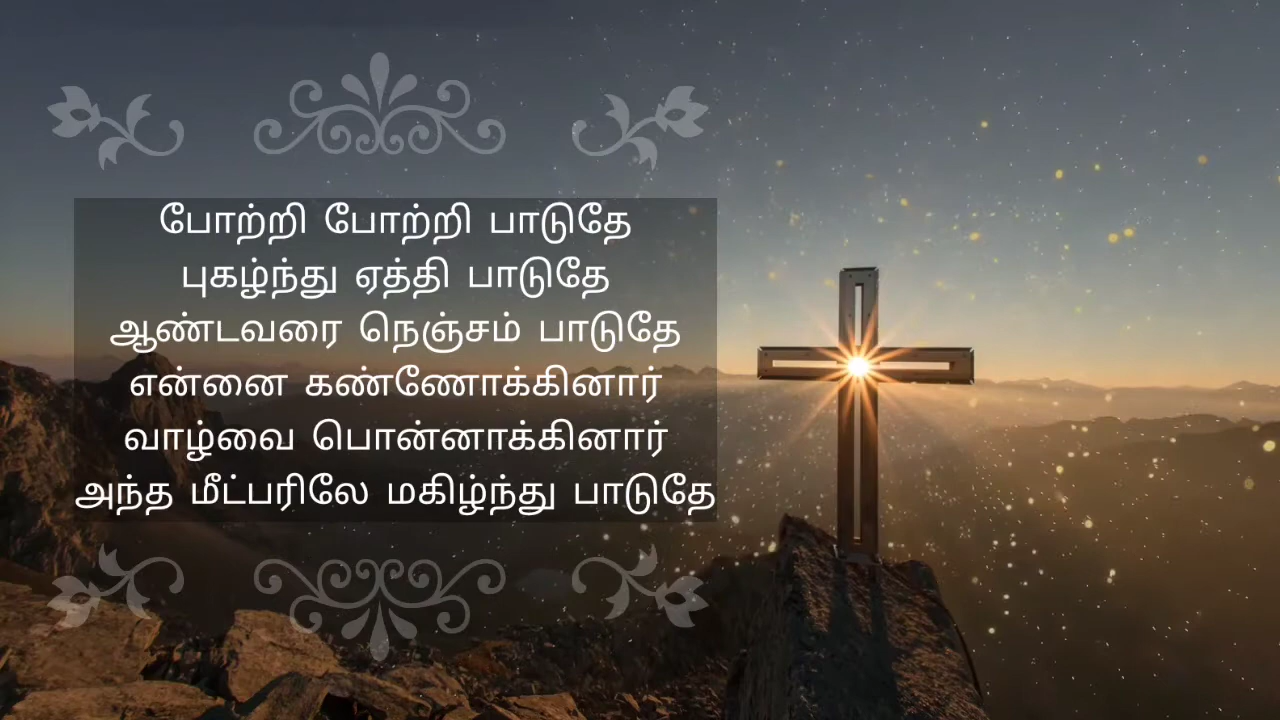 போற்றி போற்றி பாடுதே
புகழ்ந்து ஏத்தி பாடுதே
ஆண்டவரை நெஞ்சம் பாடுதே
என்னை கண்ணோக்கினார்
வாழ்வை பொன்னாக்கினார்
அந்த மீட்பரிலே மகிழ்ந்து பாடுதே